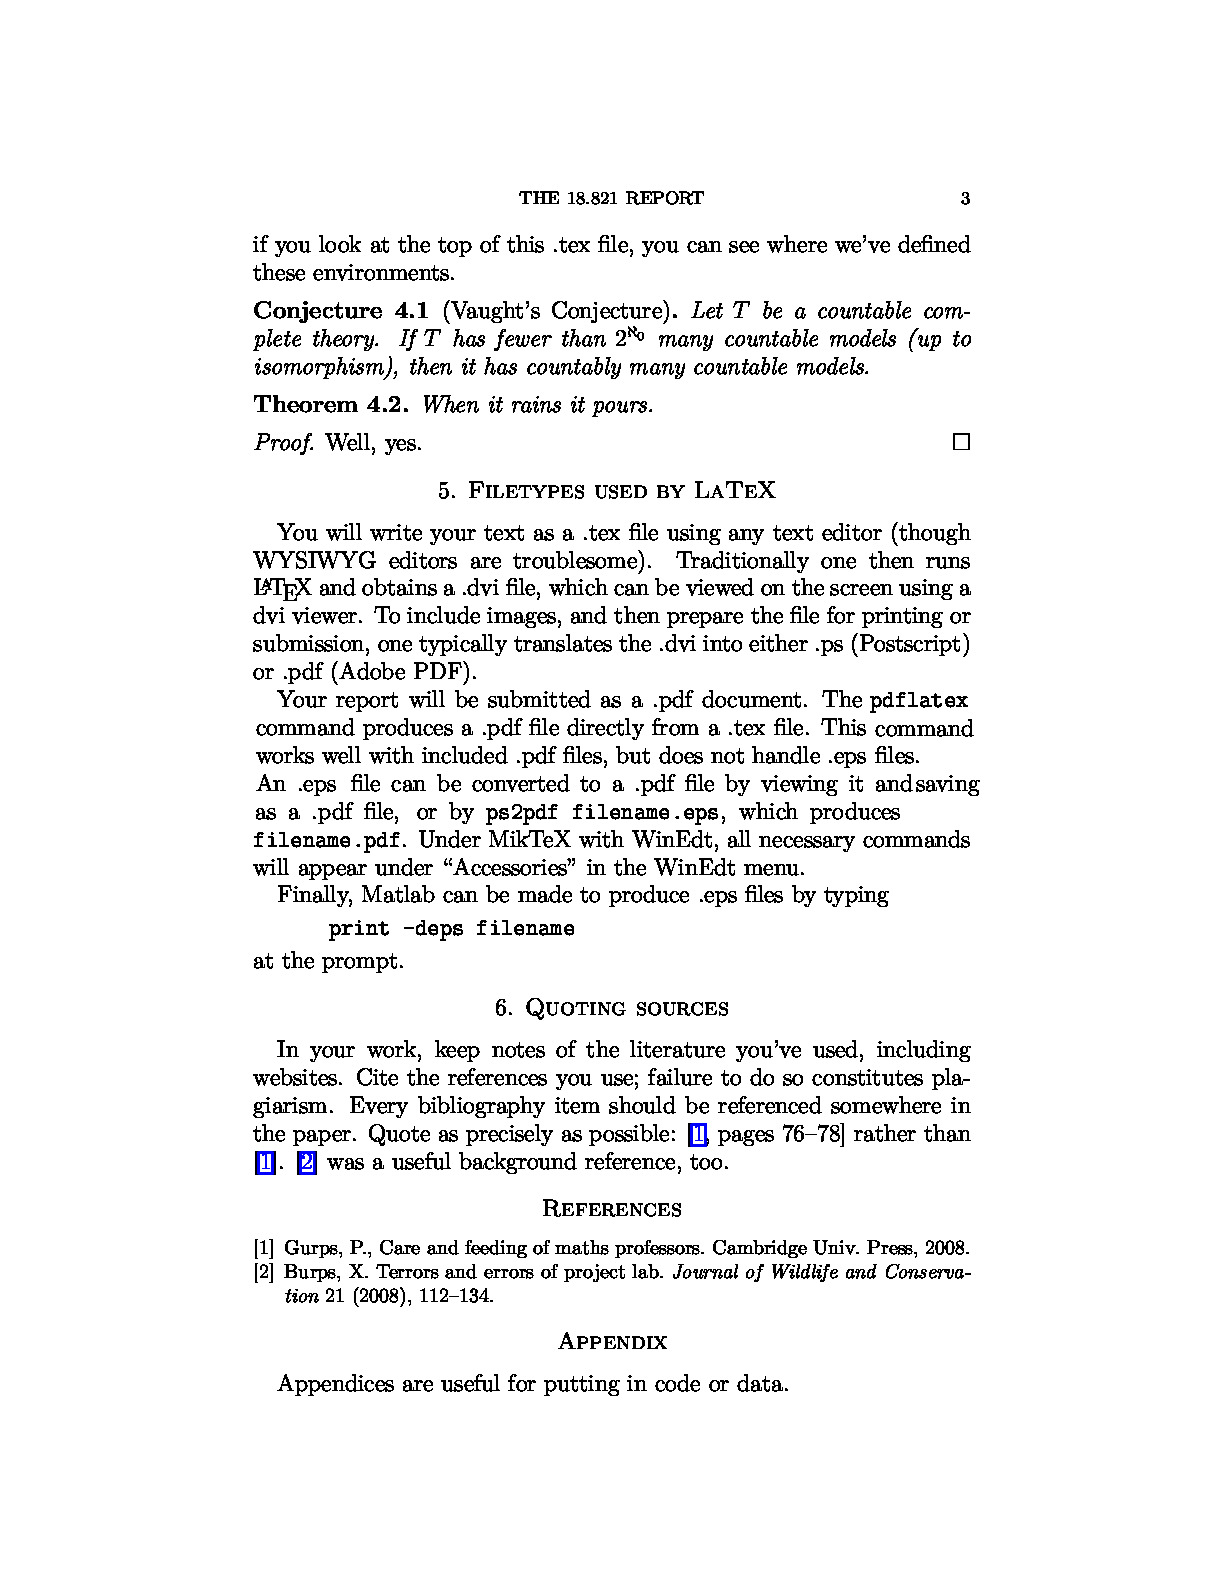 THE 18.821 REPORT 3
if you look at the top of this .tex file, you can see where we've defined
these environments.
Conjecture 4.1 (Vaught's Conjecture). Let T be a countable com-
plete theory. If T has fewer than 2^ℵ₀ many countable models (up to
isomorphism), then it has countably many countable models.
Theorem 4.2. When it rains it pours.
Proof. Well, yes. □
5. Filetypes used by LaTeX
You will write your text as a .tex file using any text editor (though
WYSIWYG editors are troublesome). Traditionally one then runs
LATEX and obtains a .dvi file, which can be viewed on the screen using a
dvi viewer. To include images, and then prepare the file for printing or
submission, one typically translates the .dvi into either .ps (Postscript)
or .pdf (Adobe PDF).
Your report will be submitted as a .pdf document. The pdflatex
command produces a .pdf file directly from a .tex file. This command
works well with included .pdf files, but does not handle .eps files.
An .eps file can be converted to a .pdf file by viewing it andsaving
as a .pdf file, or by ps2pdf filename.eps, which produces
filename.pdf. Under MikTeX with WinEdt, all necessary commands
will appear under “Accessories” in the WinEdt menu.
Finally, Matlab can be made to produce .eps files by typing
print -deps filename
at the prompt.
6. Quoting sources
In your work, keep notes of the literature you've used, including
websites. Cite the references you use; failure to do so constitutes pla-
giarism. Every bibliography item should be referenced somewhere in
the paper. Quote as precisely as possible: [1, pages 76–78] rather than
[1]. [2] was a useful background reference, too.
References
[1] Gurps, P., Care and feeding of maths professors. Cambridge Univ. Press, 2008.
[2] Burps, X. Terrors and errors of project lab. Journal of Wildlife and Conserva-
tion 21 (2008), 112–134.
Appendix
Appendices are useful for putting in code or data.